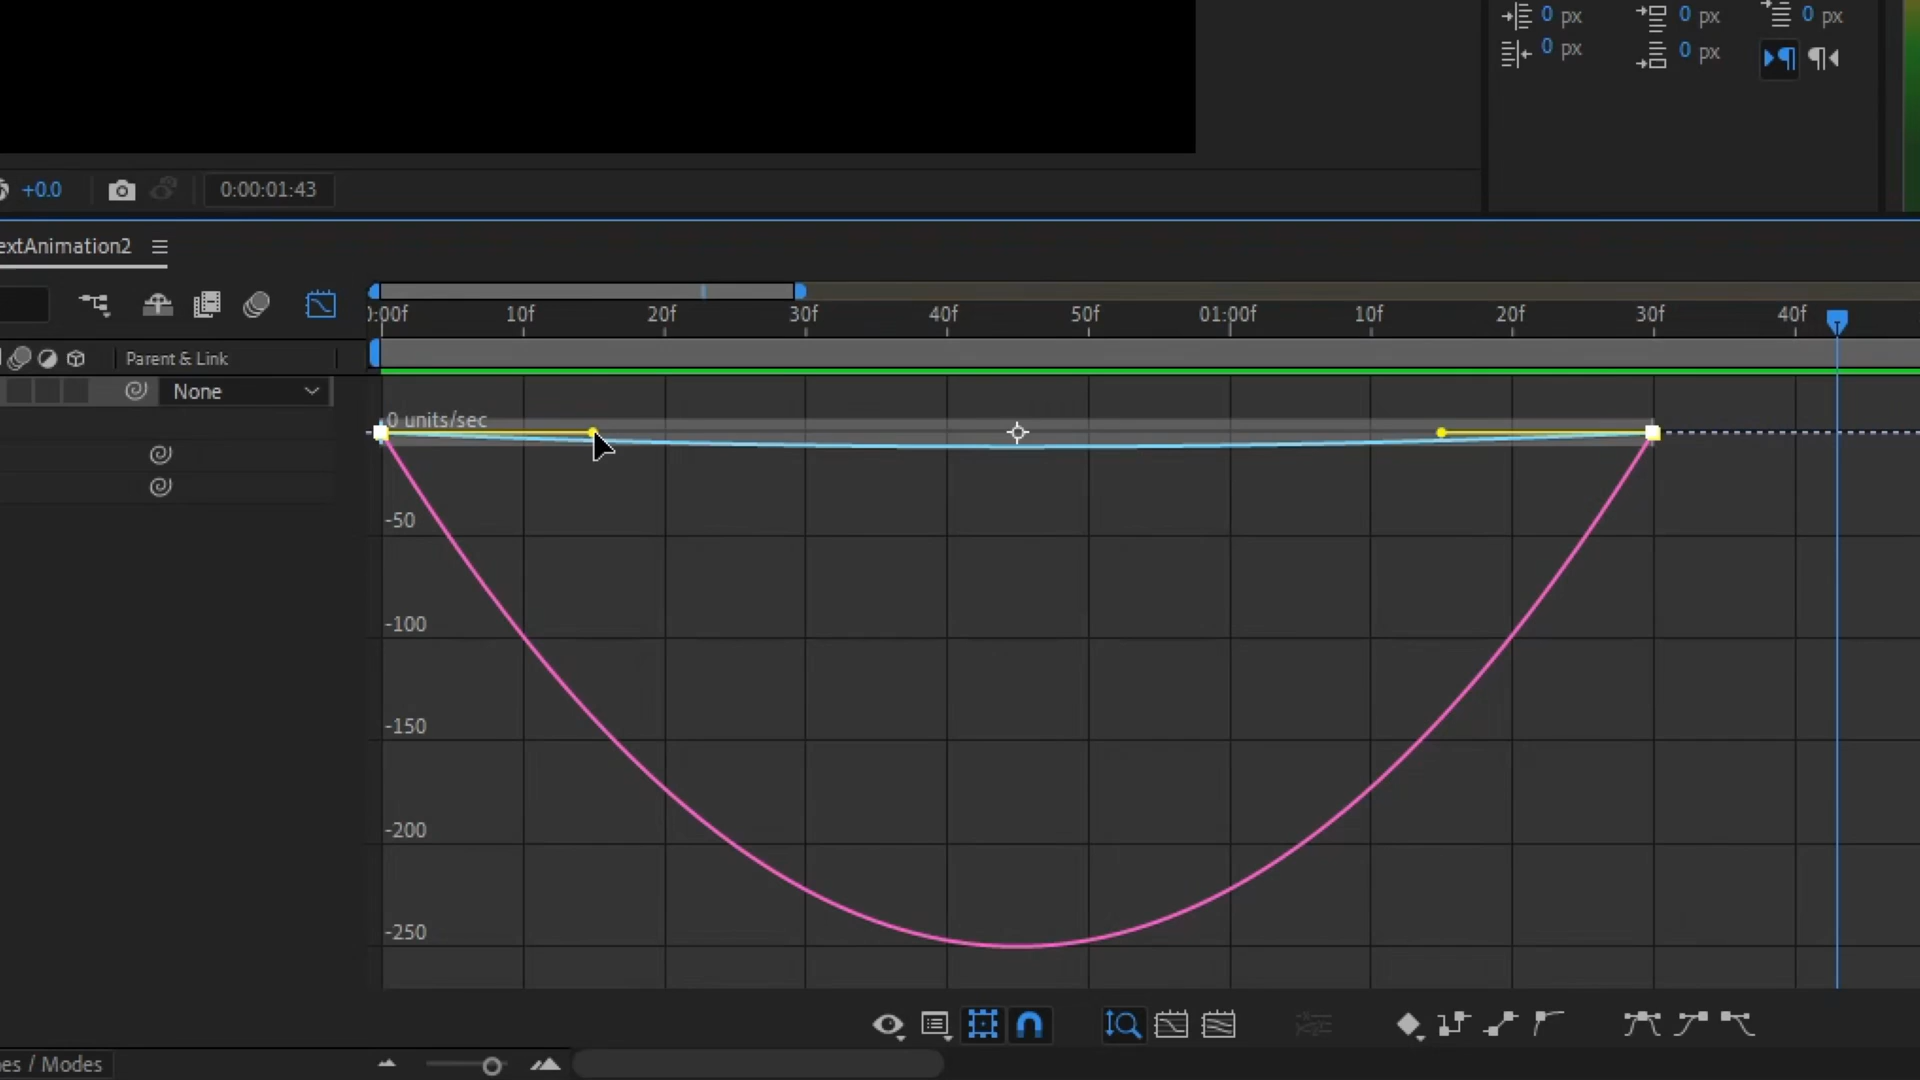 0 px 0 px 0 px
0 px 0 px
+0.0 0:00:01:43
extAnimation2
0:00f 10f 20f 30f 40f 50f 01:00f 10f 20f 30f 40f
Parent & Link
None
0 units/sec
-50
-100
-150
-200
-250
es / Modes